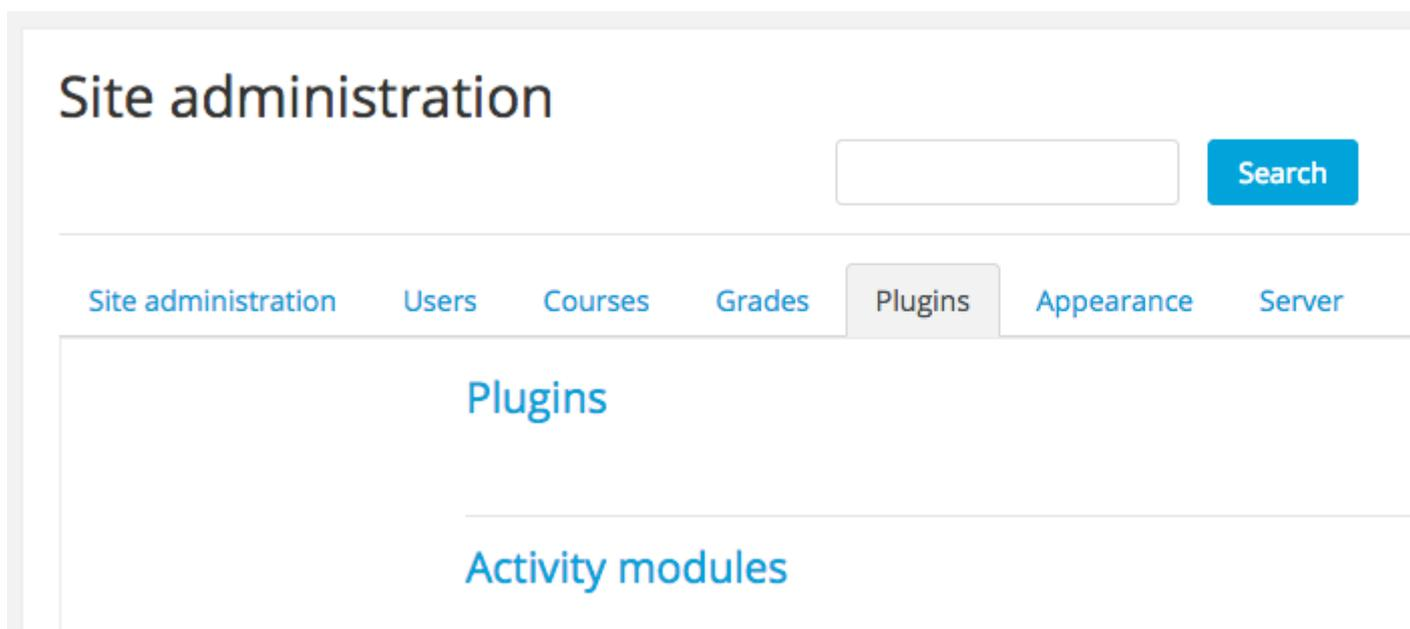 Site administration
Search
Site administration Users Courses Grades Plugins Appearance Server
Plugins
Activity modules